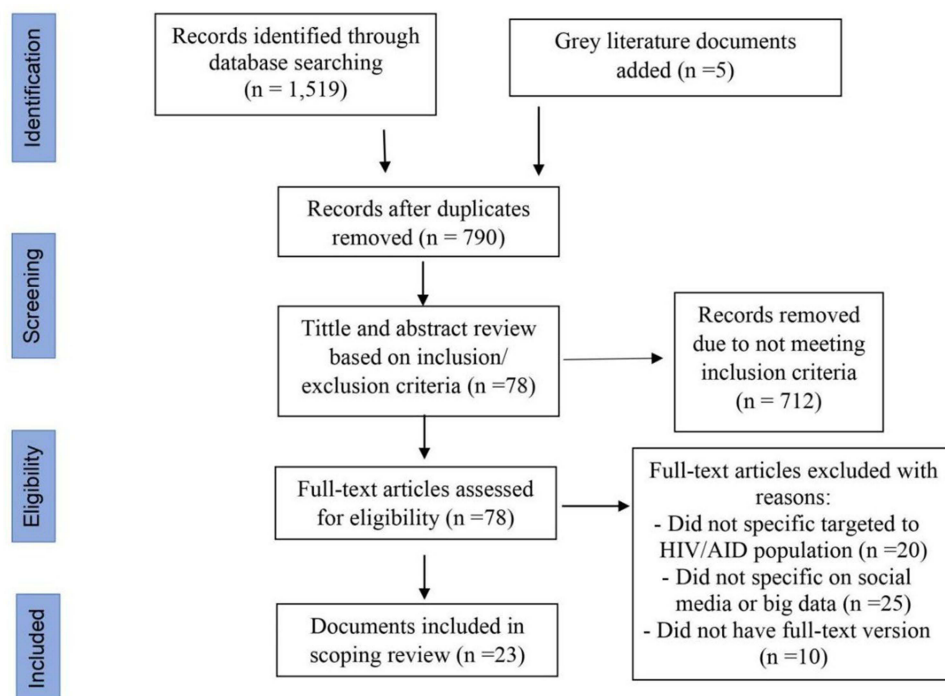 Identification
Records identified through
database searching
(n = 1,519)
Grey literature documents
added (n =5)
Records after duplicates
removed (n = 790)
Screening
Tittle and abstract review
based on inclusion/
exclusion criteria (n =78)
Records removed
due to not meeting
inclusion criteria
(n = 712)
Eligibility
Full-text articles assessed
for eligibility (n =78)
Full-text articles excluded with
reasons:
- Did not specific targeted to
HIV/AID population (n =20)
- Did not specific on social
media or big data (n =25)
- Did not have full-text version
(n =10)
Included
Documents included in
scoping review (n =23)